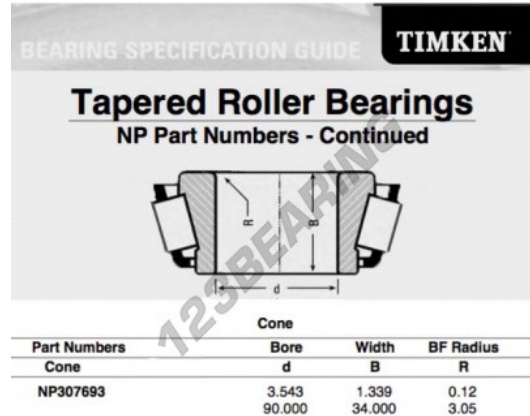 BEARING SPECIFICATION GUIDE
TIMKEN
Tapered Roller Bearings
NP Part Numbers - Continued
R
B
d
123BEARING
Cone
Part Numbers Bore Width BF Radius
Cone d B R
NP307693 3.543 1.339 0.12
90.000 34.000 3.05